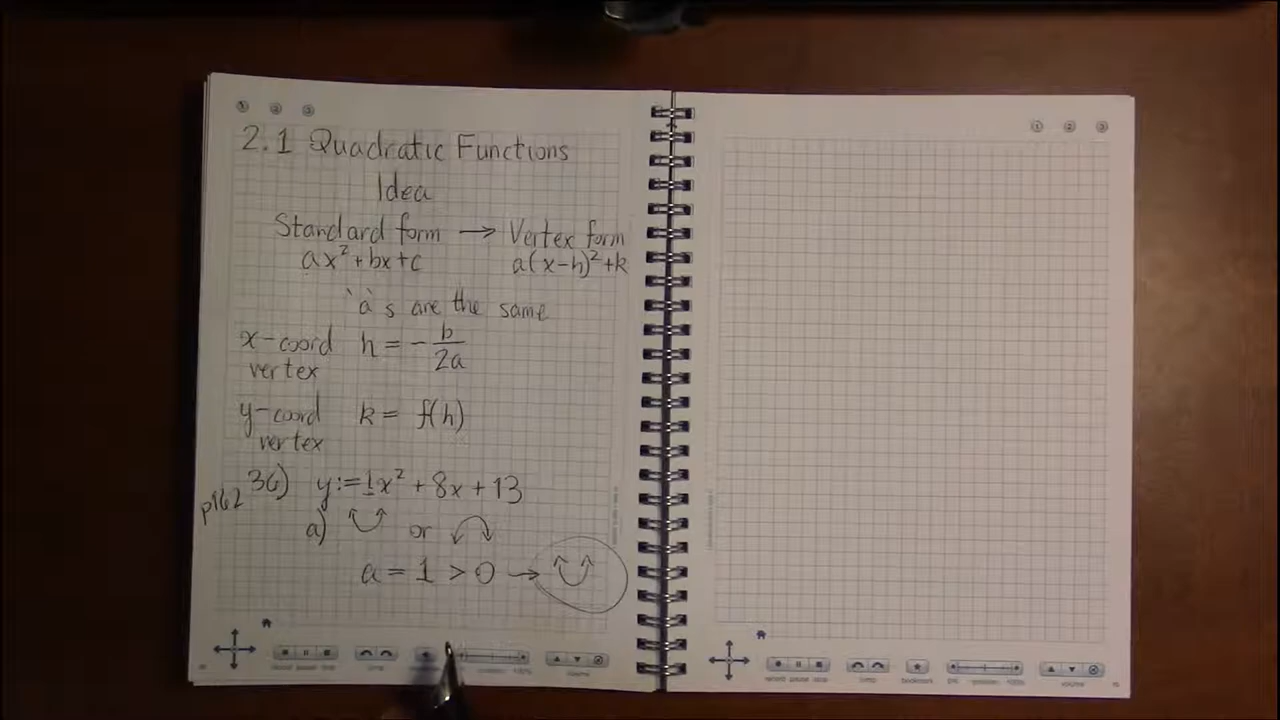 2.1 Quadratic Functions
Idea
Standard form → Vertex form
ax²+bx+c a(x-h)²+k
`a`s are the same
x-coord vertex h = -b/2a
y-coord vertex k = f(h)
p162 36) y:=1x²+8x+13
a) or
a = 1 > 0 →